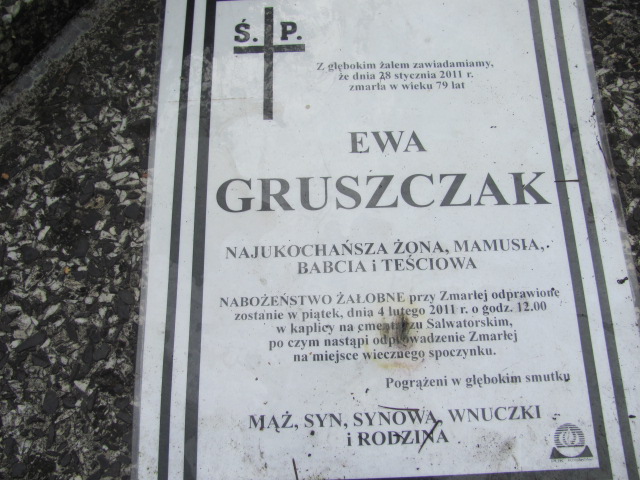 Ś. P.
Z głębokim żalem zawiadamiamy,
że dnia 28 stycznia 2011 r.
zmarła w wieku 79 lat
EWA
GRUSZCZAK
NAJUKOCHAŃSZA ŻONA, MAMUSIA,
BABCIA i TEŚCIOWA
NABOŻEŃSTWO ŻAŁOBNE przy Zmarłej odprawione
zostanie w piątek, dnia 4 lutego 2011 r. o godz. 12.00
w kaplicy na cmentarzu Salwatorskim,
po czym nastąpi odprowadzenie Zmarłej
na miejsce wiecznego spoczynku.
Pogrążeni w głębokim smutku
MĄŻ, SYN, SYNOWA, WNUCZKI
i RODZINA